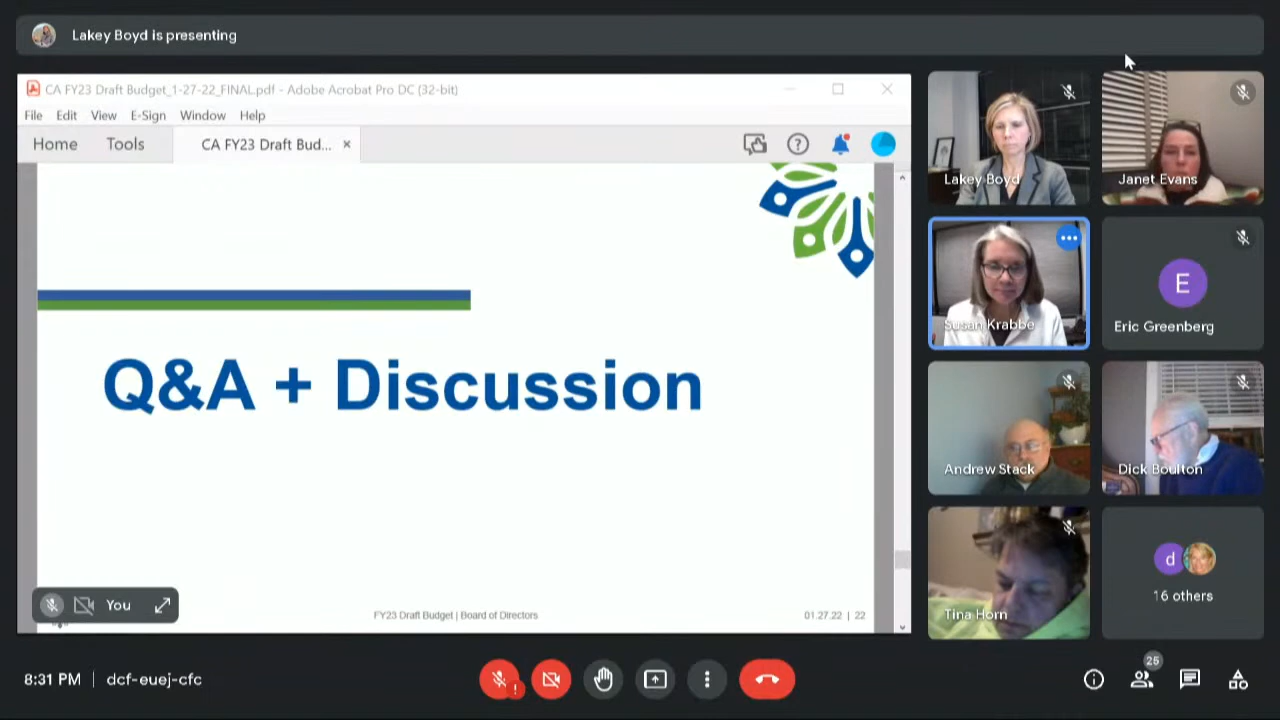 Lakey Boyd is presenting
CA FY23 Draft Budget_1-27-22_FINAL.pdf - Adobe Acrobat Pro DC (32-bit)
File Edit View E-Sign Window Help
Home Tools CA FY23 Draft Bud... ×
Q&A + Discussion
FY23 Draft Budget | Board of Directors 01.27.22 | 22
You
Lakey Boyd
Janet Evans
Susan Krabbe
E
Eric Greenberg
Andrew Stack
Dick Boulton
Tina Horn
d
16 others
8:31 PM | dcf-euej-cfc
25